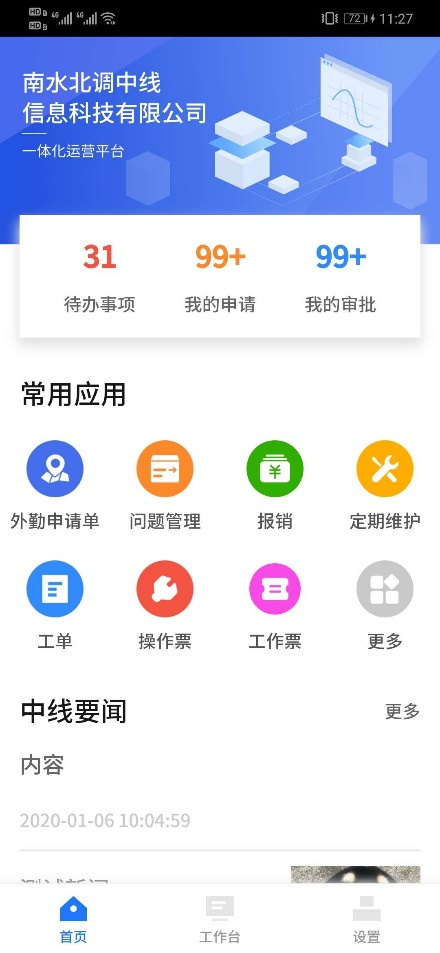 72 11:27
南水北调中线
信息科技有限公司
一体化运营平台
31 99+ 99+
待办事项 我的申请 我的审批
常用应用
外勤申请单 问题管理 报销 定期维护
工单 操作票 工作票 更多
中线要闻 更多
内容
2020-01-06 10:04:59
测试新闻
首页 工作台 设置